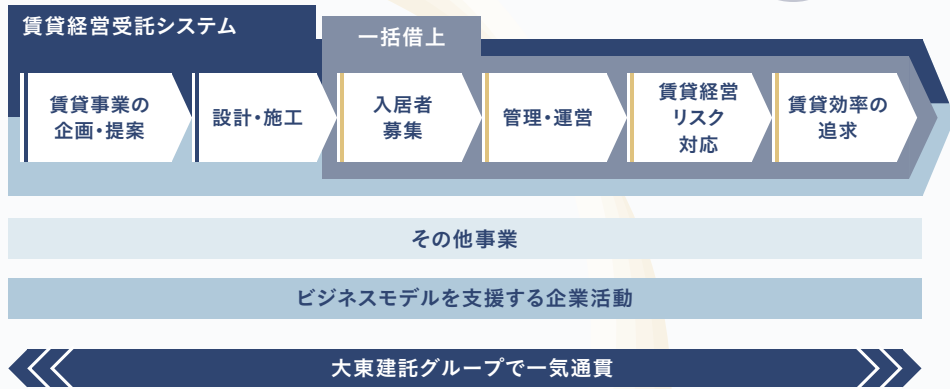 賃貸経営受託システム
一括借上
賃貸事業の
企画・提案
設計・施工
入居者
募集
管理・運営
賃貸経営
リスク
対応
賃貸効率の
追求
その他事業
ビジネスモデルを支援する企業活動
大東建託グループで一気通貫